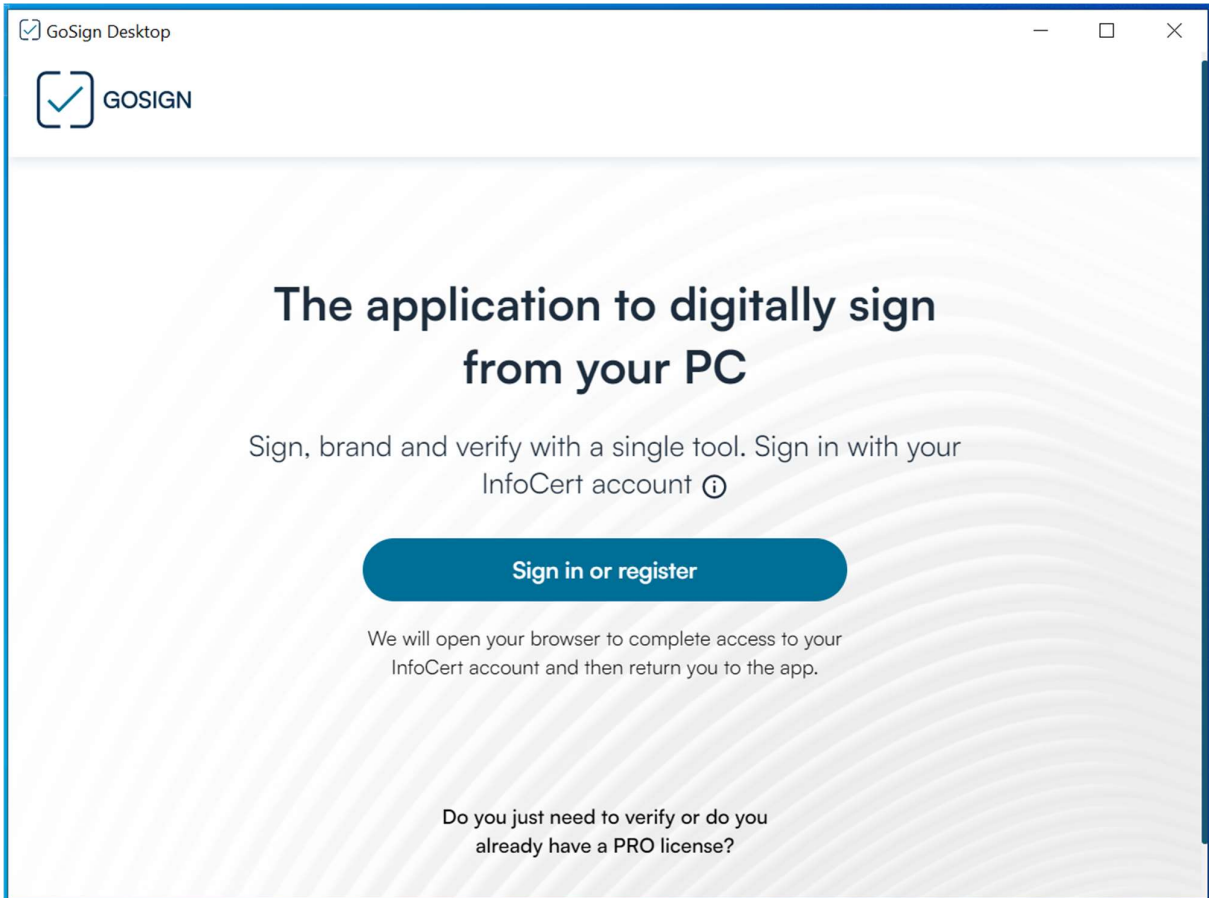 GoSign Desktop
GOSIGN
The application to digitally sign
from your PC
Sign, brand and verify with a single tool. Sign in with your
InfoCert account
Sign in or register
We will open your browser to complete access to your
InfoCert account and then return you to the app.
Do you just need to verify or do you
already have a PRO license?